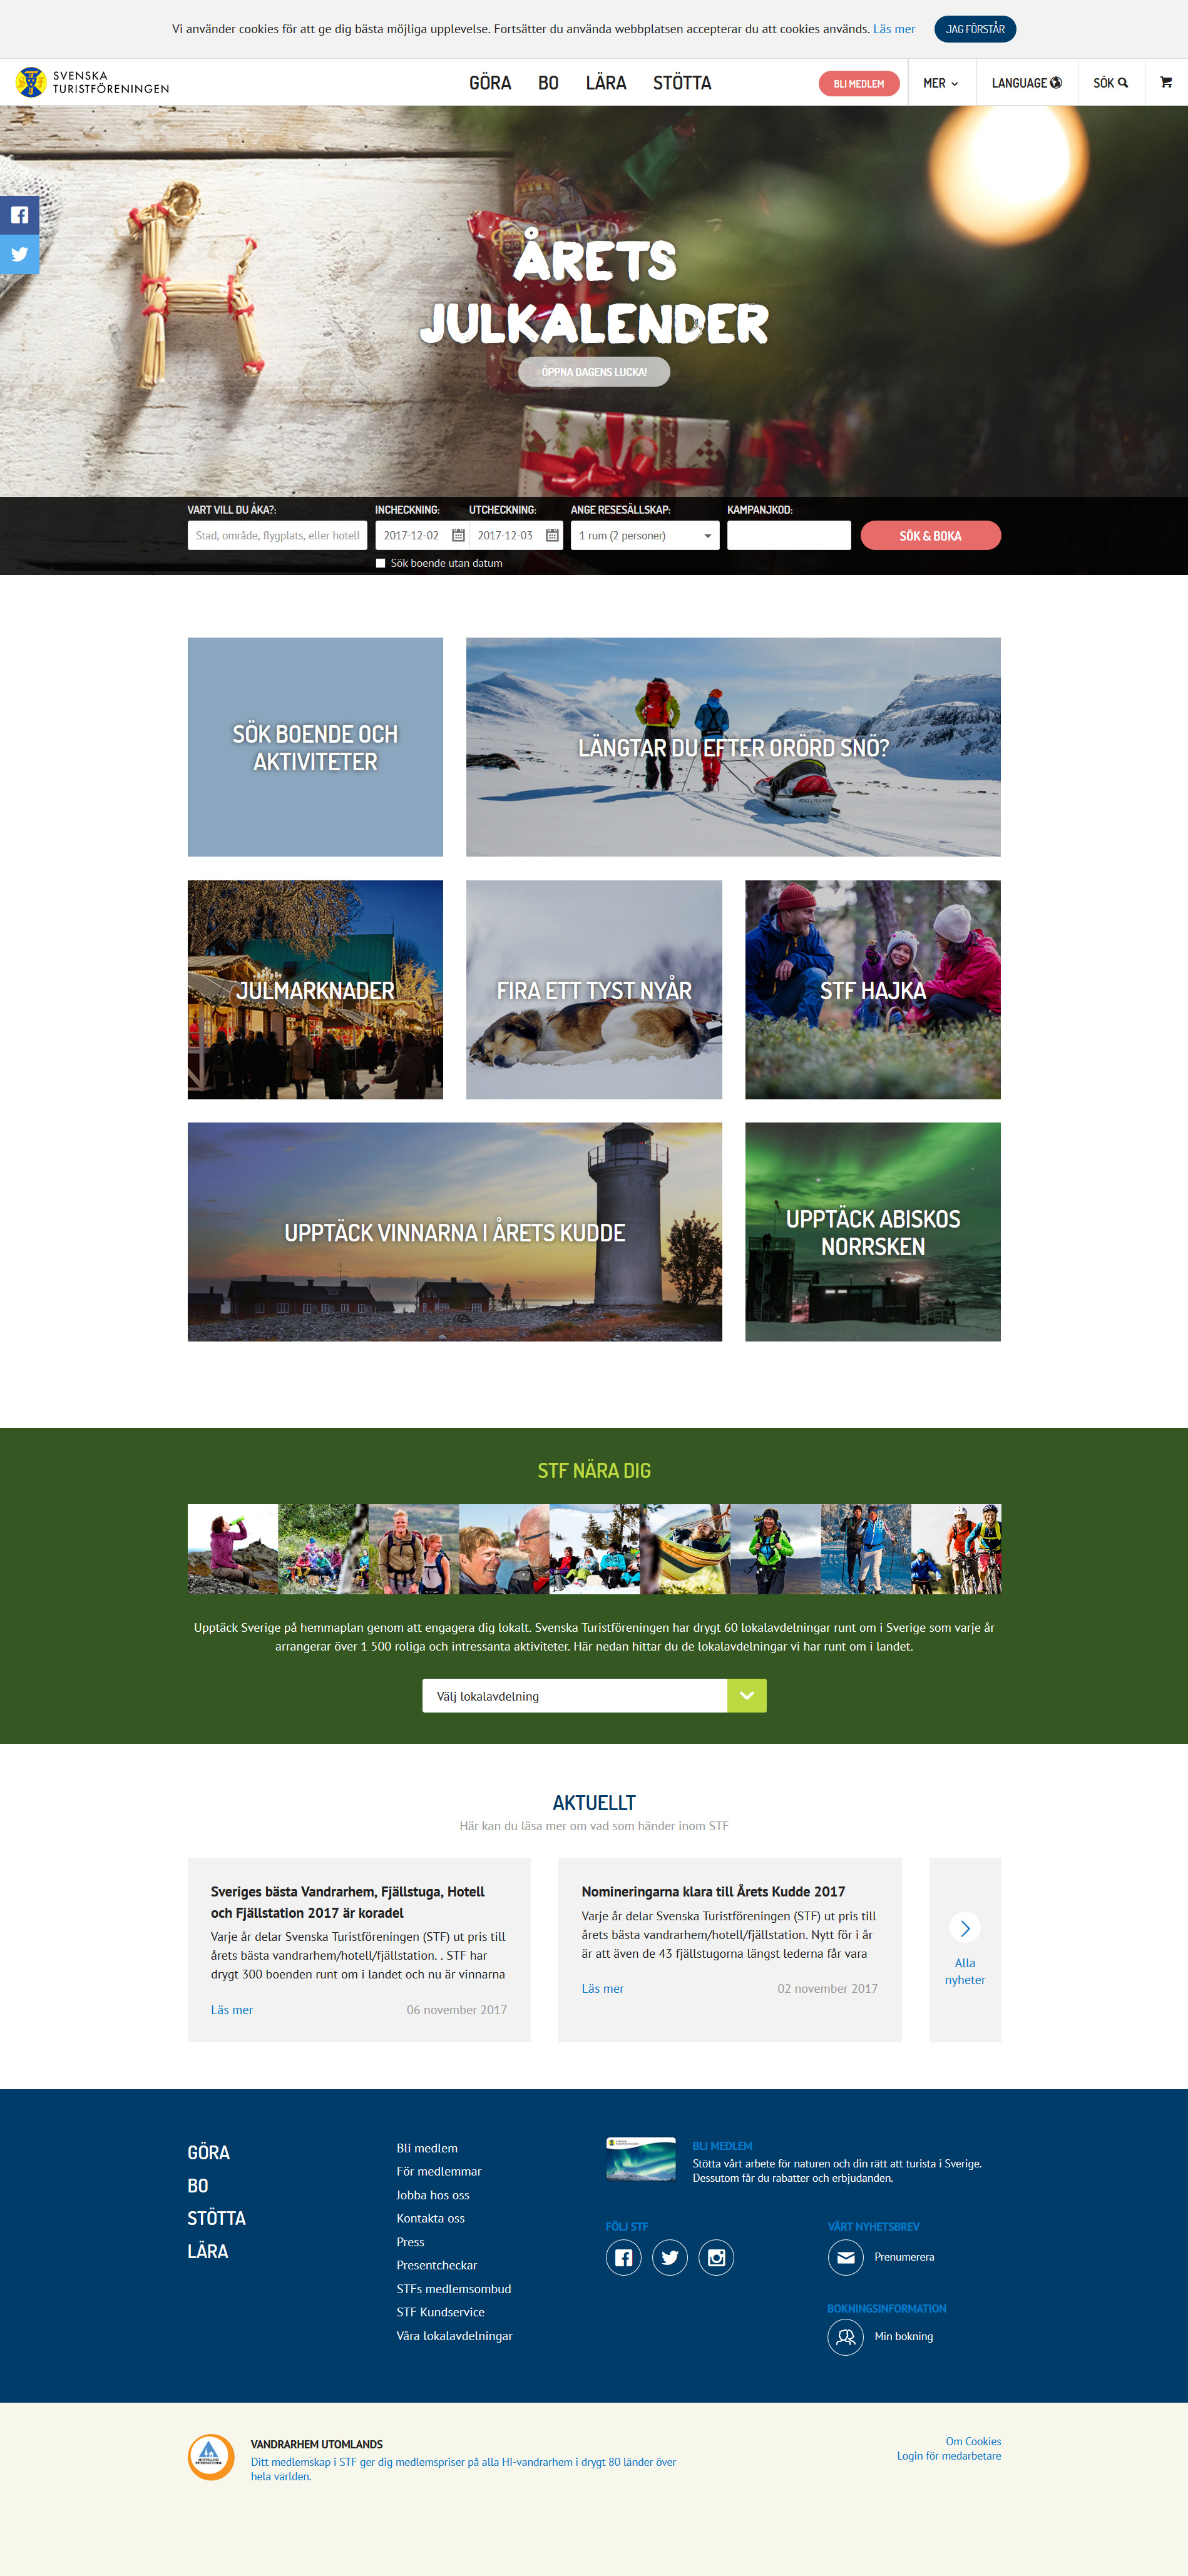 Vi använder cookies för att ge dig bästa möjliga upplevelse. Fortsätter du använda webbplatsen accepterar du att cookies används. Läs mer
JAG FÖRSTÅR
SVENSKA
TURISTFÖRENINGEN
GÖRA BO LÄRA STÖTTA
BLI MEDLEM
MER
LANGUAGE
SÖK
ÅRETS
JULKALENDER
ÖPPNA DAGENS LUCKA!
VART VILL DU ÅKA?: INCHECKNING: UTCHECKNING: ANGE RESESÄLLSKAP: KAMPANJKOD:
Stad, område, flygplats, eller hotell 2017-12-02 2017-12-03 1 rum (2 personer) SÖK & BOKA
Sök boende utan datum
SÖK BOENDE OCH
AKTIVITETER
LÄNGTAR DU EFTER ORÖRD SNÖ?
JULMARKNADER
FIRA ETT TYST NYÅR
STF HAJKA
UPPTÄCK VINNARNA I ÅRETS KUDDE
UPPTÄCK ABISKOS
NORRSKEN
STF NÄRA DIG
Upptäck Sverige på hemmaplan genom att engagera dig lokalt. Svenska Turistföreningen har drygt 60 lokalavdelningar runt om i Sverige som varje år
arrangerar över 1 500 roliga och intressanta aktiviteter. Här nedan hittar du de lokalavdelningar vi har runt om i landet.
Välj lokalavdelning
AKTUELLT
Här kan du läsa mer om vad som händer inom STF
Sveriges bästa Vandrarhem, Fjällstuga, Hotell
och Fjällstation 2017 är koradel
Varje år delar Svenska Turistföreningen (STF) ut pris till
årets bästa vandrarhem/hotell/fjällstation. . STF har
drygt 300 boenden runt om i landet och nu är vinnarna
Läs mer
06 november 2017
Nomineringarna klara till Årets Kudde 2017
Varje år delar Svenska Turistföreningen (STF) ut pris till
årets bästa vandrarhem/hotell/fjällstation. Nytt för i år
är att även de 43 fjällstugorna längst lederna får vara
Läs mer
02 november 2017
Alla
nyheter
GÖRA
BO
STÖTTA
LÄRA
Bli medlem
För medlemmar
Jobba hos oss
Kontakta oss
Press
Presentcheckar
STFs medlemsombud
STF Kundservice
Våra lokalavdelningar
BLI MEDLEM
Stötta vårt arbete för naturen och din rätt att turista i Sverige.
Dessutom får du rabatter och erbjudanden.
FÖLJ STF
VÅRT NYHETSBREV
Prenumerera
BOKNINGSINFORMATION
Min bokning
VANDRARHEM UTOMLANDS
Ditt medlemskap i STF ger dig medlemspriser på alla HI-vandrarhem i drygt 80 länder över
hela världen.
Om Cookies
Login för medarbetare